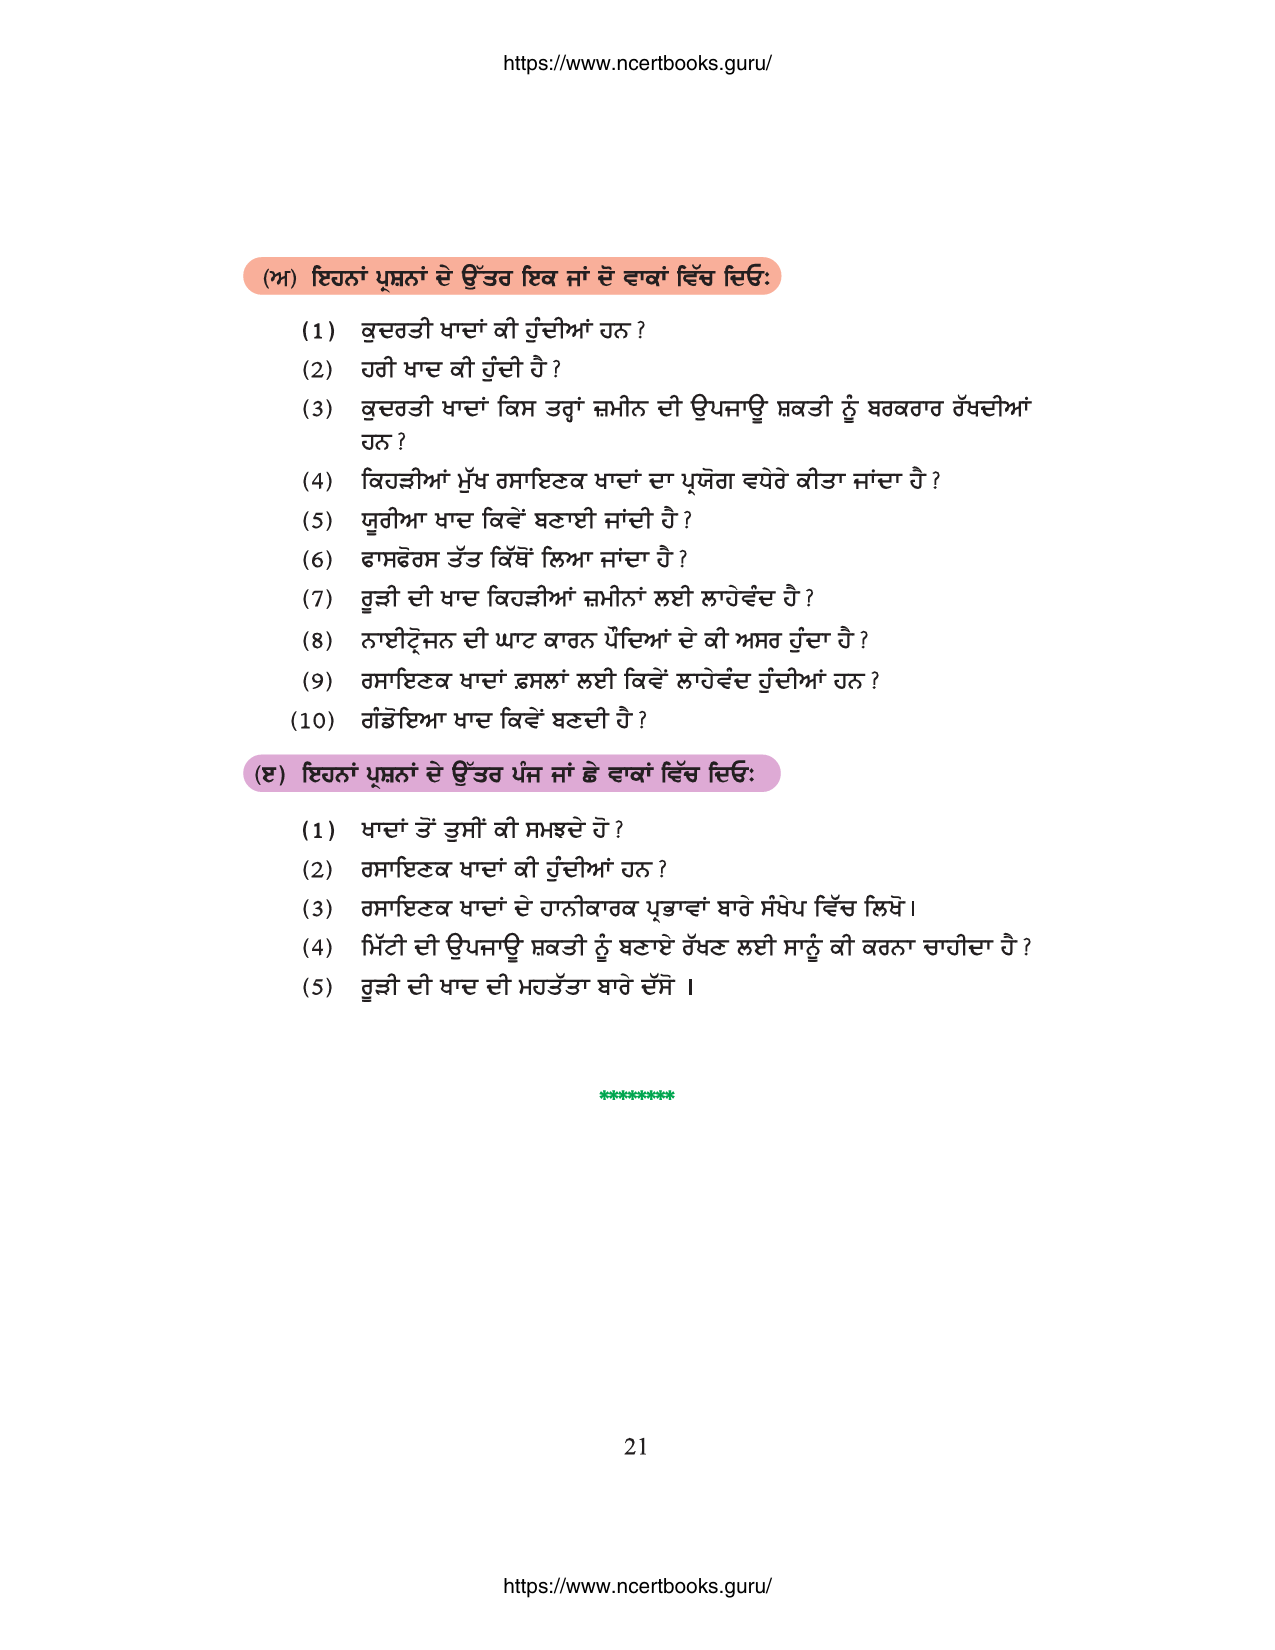 https://www.ncertbooks.guru/
(ਅ) ਇਹਨਾਂ ਪ੍ਰਸ਼ਨਾਂ ਦੇ ਉੱਤਰ ਇਕ ਜਾਂ ਦੋ ਵਾਕਾਂ ਵਿੱਚ ਦਿਓਃ
(1) ਕੁਦਰਤੀ ਖਾਦਾਂ ਕੀ ਹੁੰਦੀਆਂ ਹਨ ?
(2) ਹਰੀ ਖਾਦ ਕੀ ਹੁੰਦੀ ਹੈ ?
(3) ਕੁਦਰਤੀ ਖਾਦਾਂ ਕਿਸ ਤਰ੍ਹਾਂ ਜ਼ਮੀਨ ਦੀ ਉਪਜਾਊ ਸ਼ਕਤੀ ਨੂੰ ਬਰਕਰਾਰ ਰੱਖਦੀਆਂ
ਹਨ ?
(4) ਕਿਹੜੀਆਂ ਮੁੱਖ ਰਸਾਇਣਕ ਖਾਦਾਂ ਦਾ ਪ੍ਰਯੋਗ ਵਧੇਰੇ ਕੀਤਾ ਜਾਂਦਾ ਹੈ ?
(5) ਯੂਰੀਆ ਖਾਦ ਕਿਵੇਂ ਬਣਾਈ ਜਾਂਦੀ ਹੈ ?
(6) ਫਾਸਫੋਰਸ ਤੱਤ ਕਿੱਥੋਂ ਲਿਆ ਜਾਂਦਾ ਹੈ ?
(7) ਰੂੜੀ ਦੀ ਖਾਦ ਕਿਹੜੀਆਂ ਜ਼ਮੀਨਾਂ ਲਈ ਲਾਹੇਵੰਦ ਹੈ ?
(8) ਨਾਈਟ੍ਰੋਜਨ ਦੀ ਘਾਟ ਕਾਰਨ ਪੌਦਿਆਂ ਦੇ ਕੀ ਅਸਰ ਹੁੰਦਾ ਹੈ ?
(9) ਰਸਾਇਣਕ ਖਾਦਾਂ ਫ਼ਸਲਾਂ ਲਈ ਕਿਵੇਂ ਲਾਹੇਵੰਦ ਹੁੰਦੀਆਂ ਹਨ ?
(10) ਗੰਡੋਇਆ ਖਾਦ ਕਿਵੇਂ ਬਣਦੀ ਹੈ ?
(ੲ) ਇਹਨਾਂ ਪ੍ਰਸ਼ਨਾਂ ਦੇ ਉੱਤਰ ਪੰਜ ਜਾਂ ਛੇ ਵਾਕਾਂ ਵਿੱਚ ਦਿਓਃ
(1) ਖਾਦਾਂ ਤੋਂ ਤੁਸੀਂ ਕੀ ਸਮਝਦੇ ਹੋ ?
(2) ਰਸਾਇਣਕ ਖਾਦਾਂ ਕੀ ਹੁੰਦੀਆਂ ਹਨ ?
(3) ਰਸਾਇਣਕ ਖਾਦਾਂ ਦੇ ਹਾਨੀਕਾਰਕ ਪ੍ਰਭਾਵਾਂ ਬਾਰੇ ਸੰਖੇਪ ਵਿੱਚ ਲਿਖੋ।
(4) ਮਿੱਟੀ ਦੀ ਉਪਜਾਊ ਸ਼ਕਤੀ ਨੂੰ ਬਣਾਏ ਰੱਖਣ ਲਈ ਸਾਨੂੰ ਕੀ ਕਰਨਾ ਚਾਹੀਦਾ ਹੈ ?
(5) ਰੂੜੀ ਦੀ ਖਾਦ ਦੀ ਮਹਤੱਤਾ ਬਾਰੇ ਦੱਸੋ ।
********
21
https://www.ncertbooks.guru/